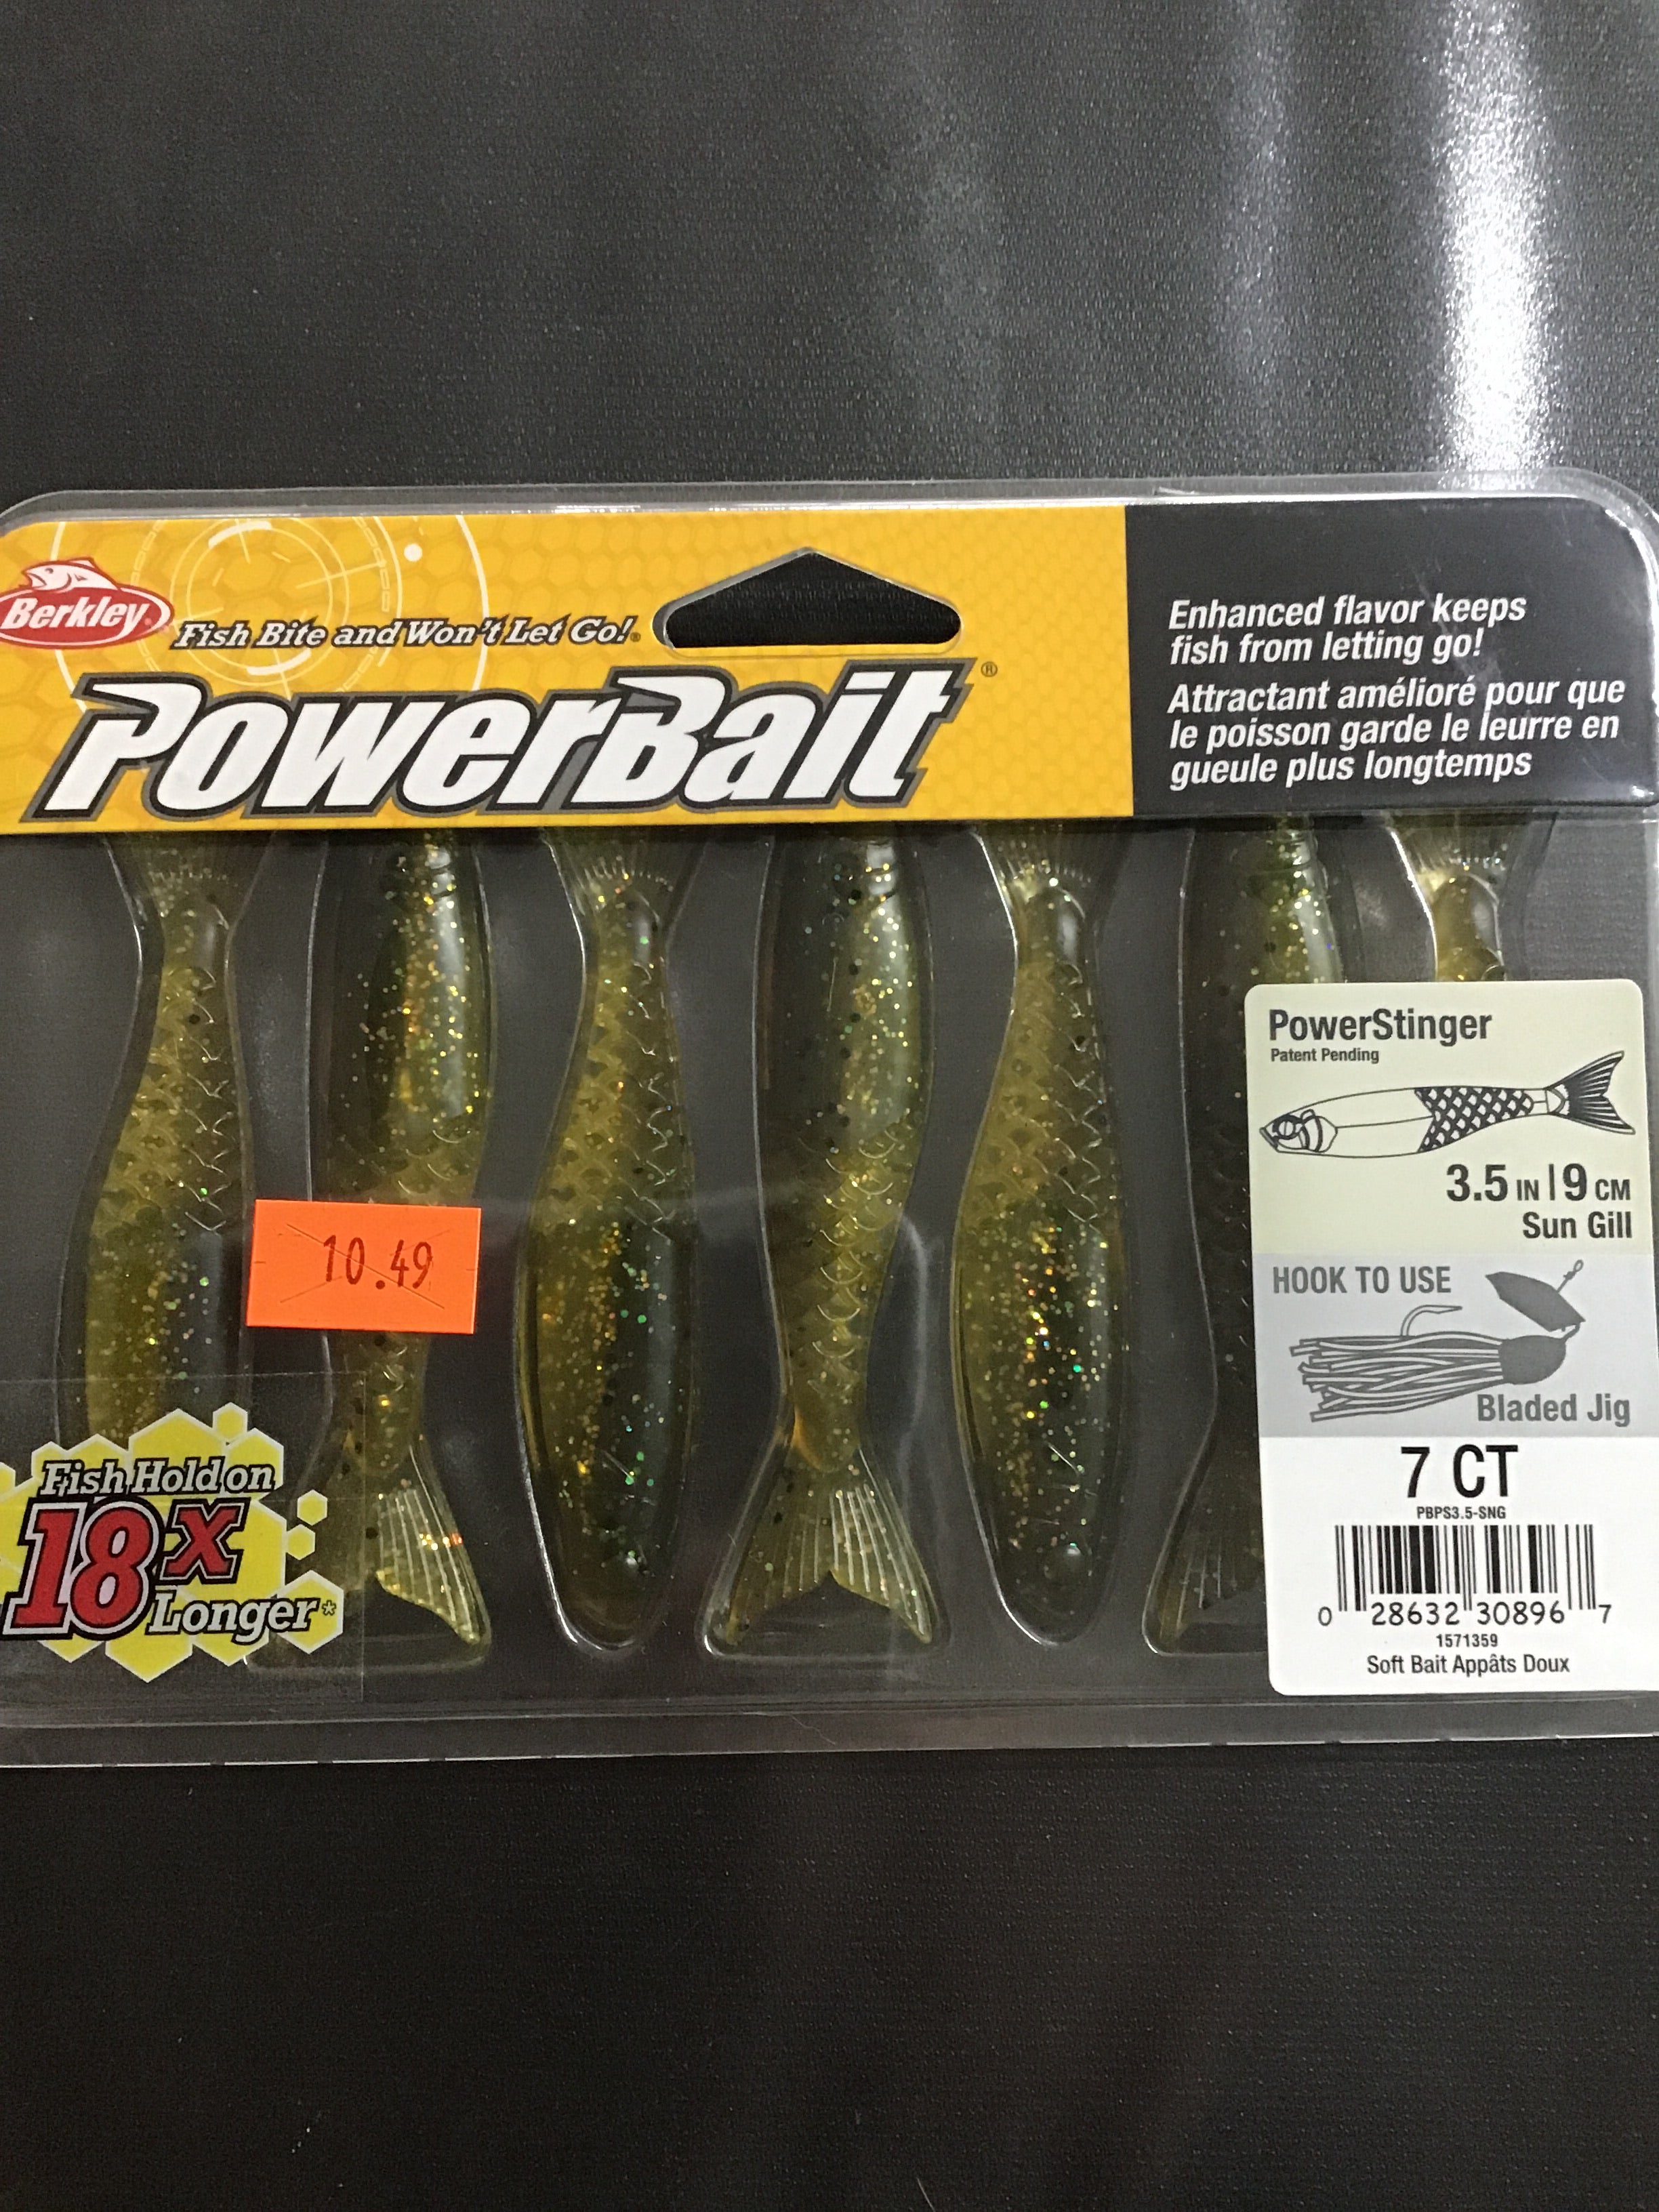 Berkley
Fish Bite and Won't Let Go!®
PowerBait®
Enhanced flavor keeps
fish from letting go!
Attractant amélioré pour que
le poisson garde le leurre en
gueule plus longtemps
10.49
Fish Hold on
18x
Longer*
PowerStinger
Patent Pending
3.5 IN | 9 CM
Sun Gill
HOOK TO USE
Bladed Jig
7 CT
PBPS3.5-SNG
0 28632 30896 7
1571359
Soft Bait Appâts Doux